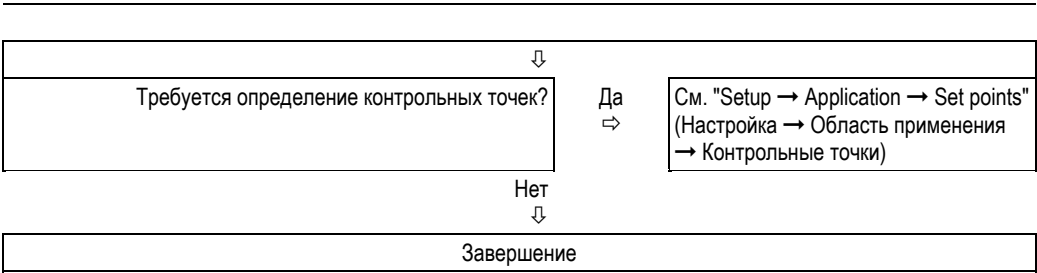 ⇩
Требуется определение контрольных точек?
Да
⇨
См. "Setup ➞ Application ➞ Set points"
(Настройка ➞ Область применения
➞ Контрольные точки)
Нет
⇩
Завершение